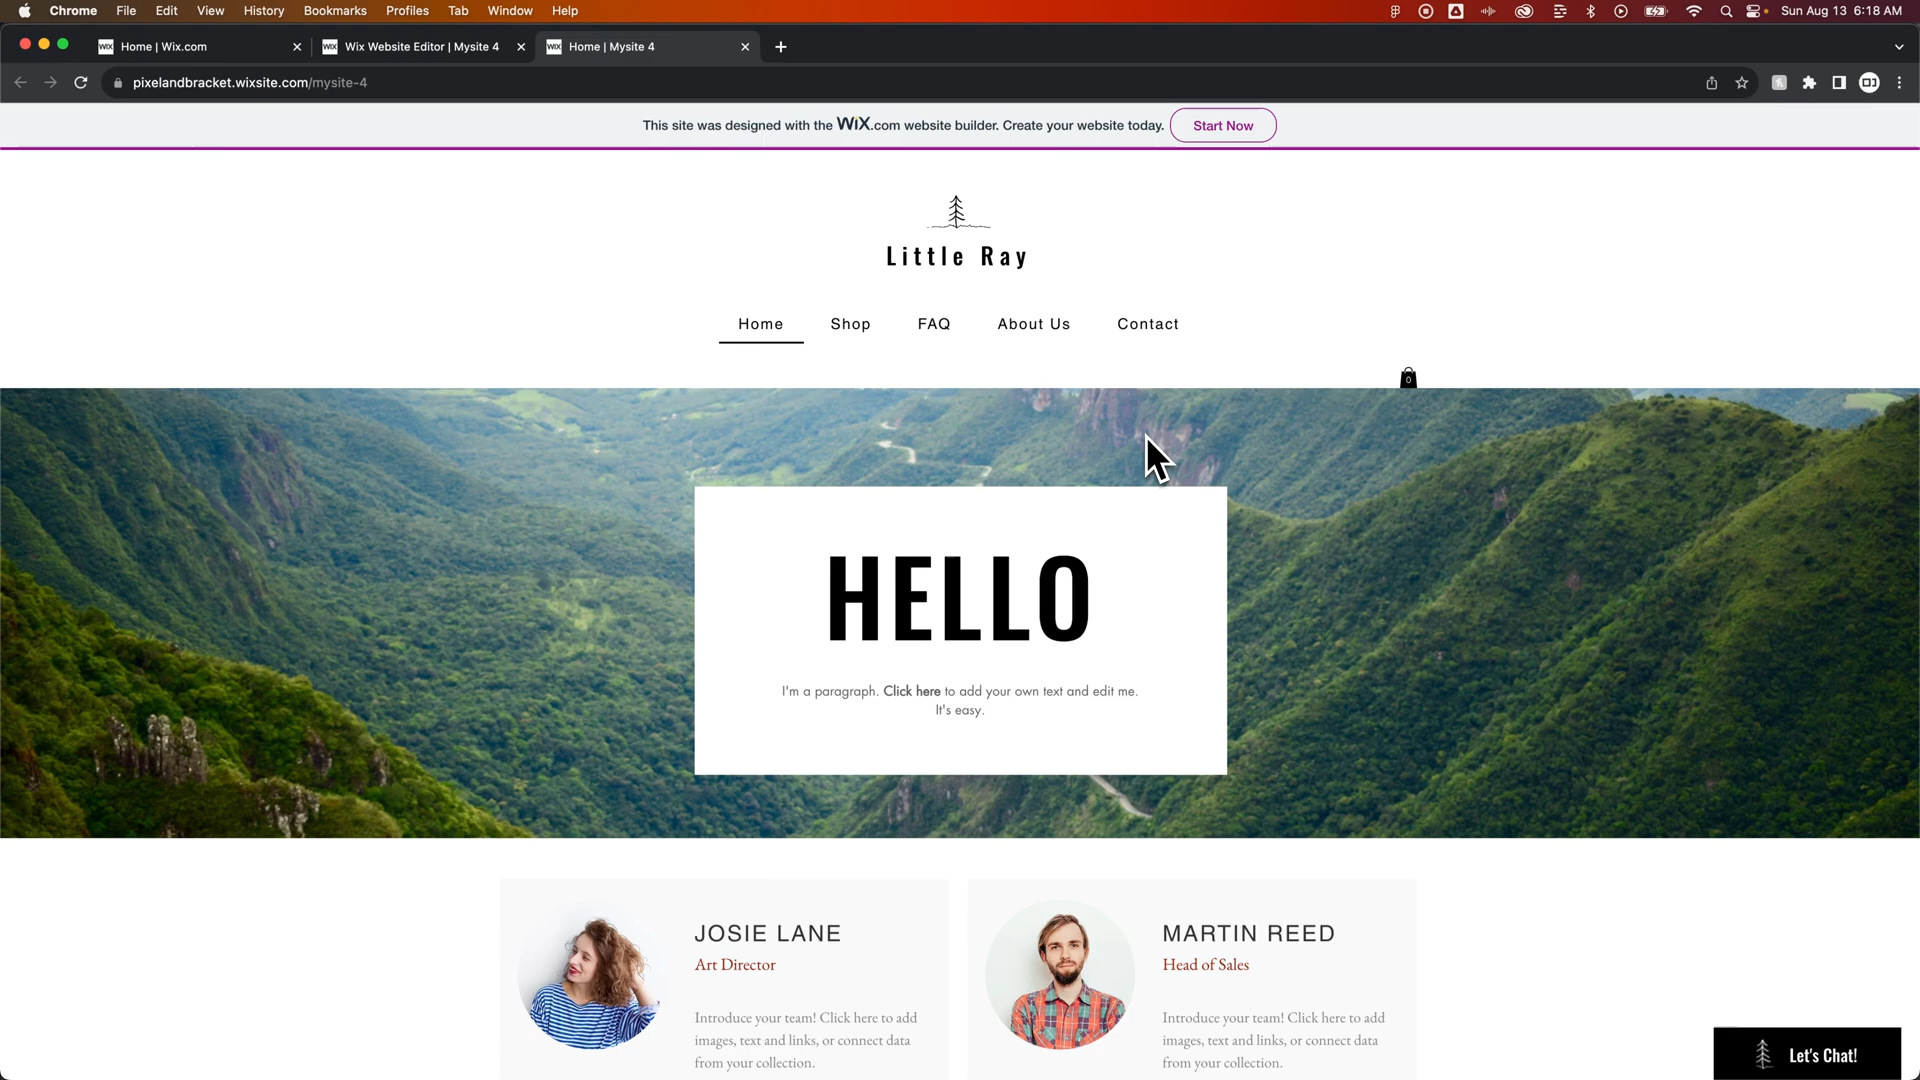 Chrome File Edit View History Bookmarks Profiles Tab Window Help Sun Aug 13 6:18 AM
WIX Home | Wix.com WIX Wix Website Editor | Mysite 4 WIX Home | Mysite 4
pixelandbracket.wixsite.com/mysite-4
This site was designed with the WiX.com website builder. Create your website today. Start Now
Little Ray
Home Shop FAQ About Us Contact
0
HELLO
I'm a paragraph. Click here to add your own text and edit me.
It's easy.
JOSIE LANE
Art Director
Introduce your team! Click here to add
images, text and links, or connect data
from your collection.
MARTIN REED
Head of Sales
Introduce your team! Click here to add
images, text and links, or connect data
from your collection.
Let's Chat!